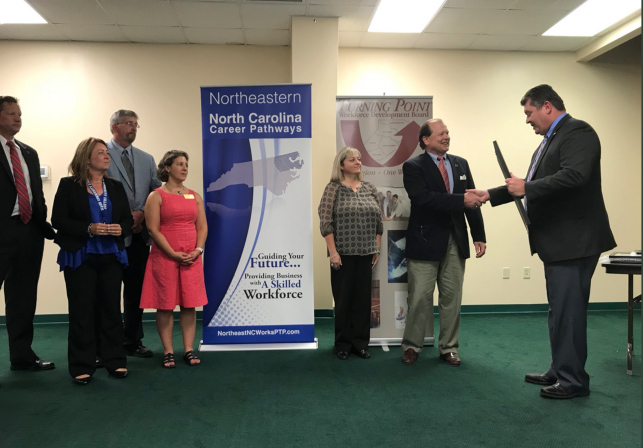 Northeastern
North Carolina
Career Pathways
Guiding Your
Future...
Providing Business
with A Skilled
Workforce
NortheastNCWorksPTP.com
TURNING POINT
Workforce Development Board
One